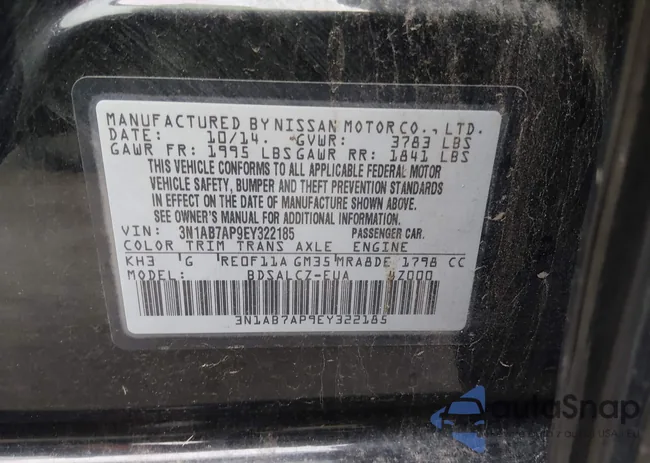 MANUFACTURED BY NISSAN MOTOR CO., LTD.
DATE: 10/14. GVWR: 3783 LBS
GAWR FR: 1995 LBS GAWR RR: 1841 LBS
THIS VEHICLE CONFORMS TO ALL APPLICABLE FEDERAL MOTOR
VEHICLE SAFETY, BUMPER AND THEFT PREVENTION STANDARDS
IN EFFECT ON THE DATE OF MANUFACTURE SHOWN ABOVE.
SEE OWNER'S MANUAL FOR ADDITIONAL INFORMATION.
VIN: 3N1AB7AP9EY322185 PASSENGER CAR.
COLOR TRIM TRANS AXLE ENGINE
KH3 G RE0F11A GM35 MRA8DE 1798 CC
MODEL: BDSALCZ-EUA
3N1AB7AP9EY322185
autaSnap